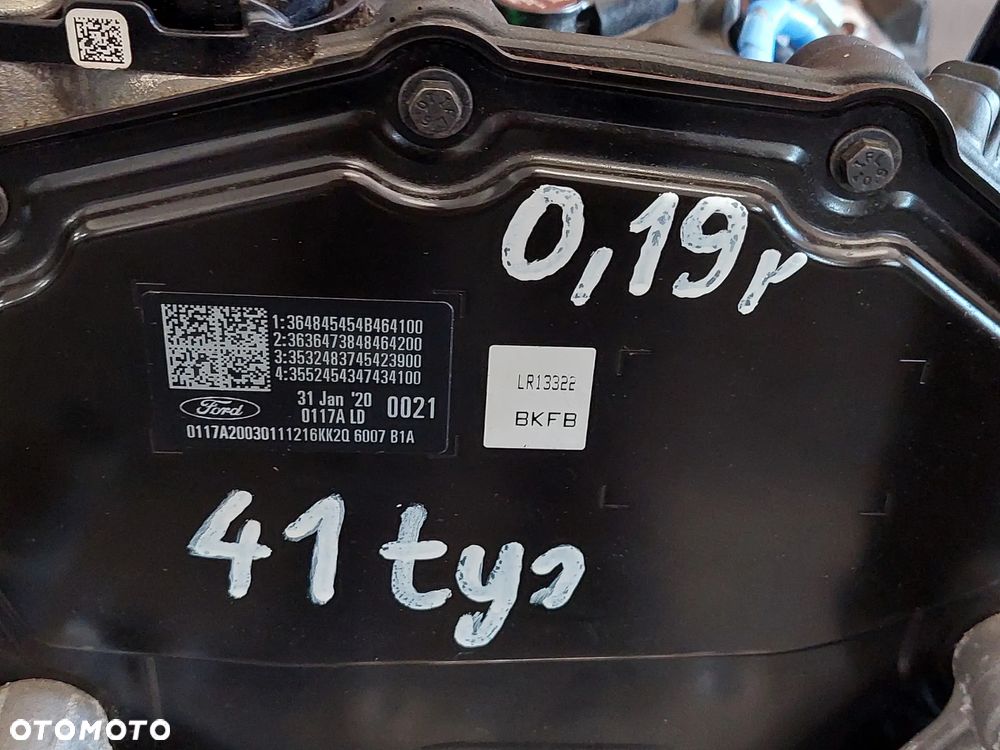 0,19r
1:364845454B464100
2:3636473848464200
3:3532483745423900
4:3552454347434100
Ford
31 Jan '20
0117A LD
0021
0117A20030111216KK2Q 6007 B1A
LR13322
BKFB
41 tys
OTOMOTO